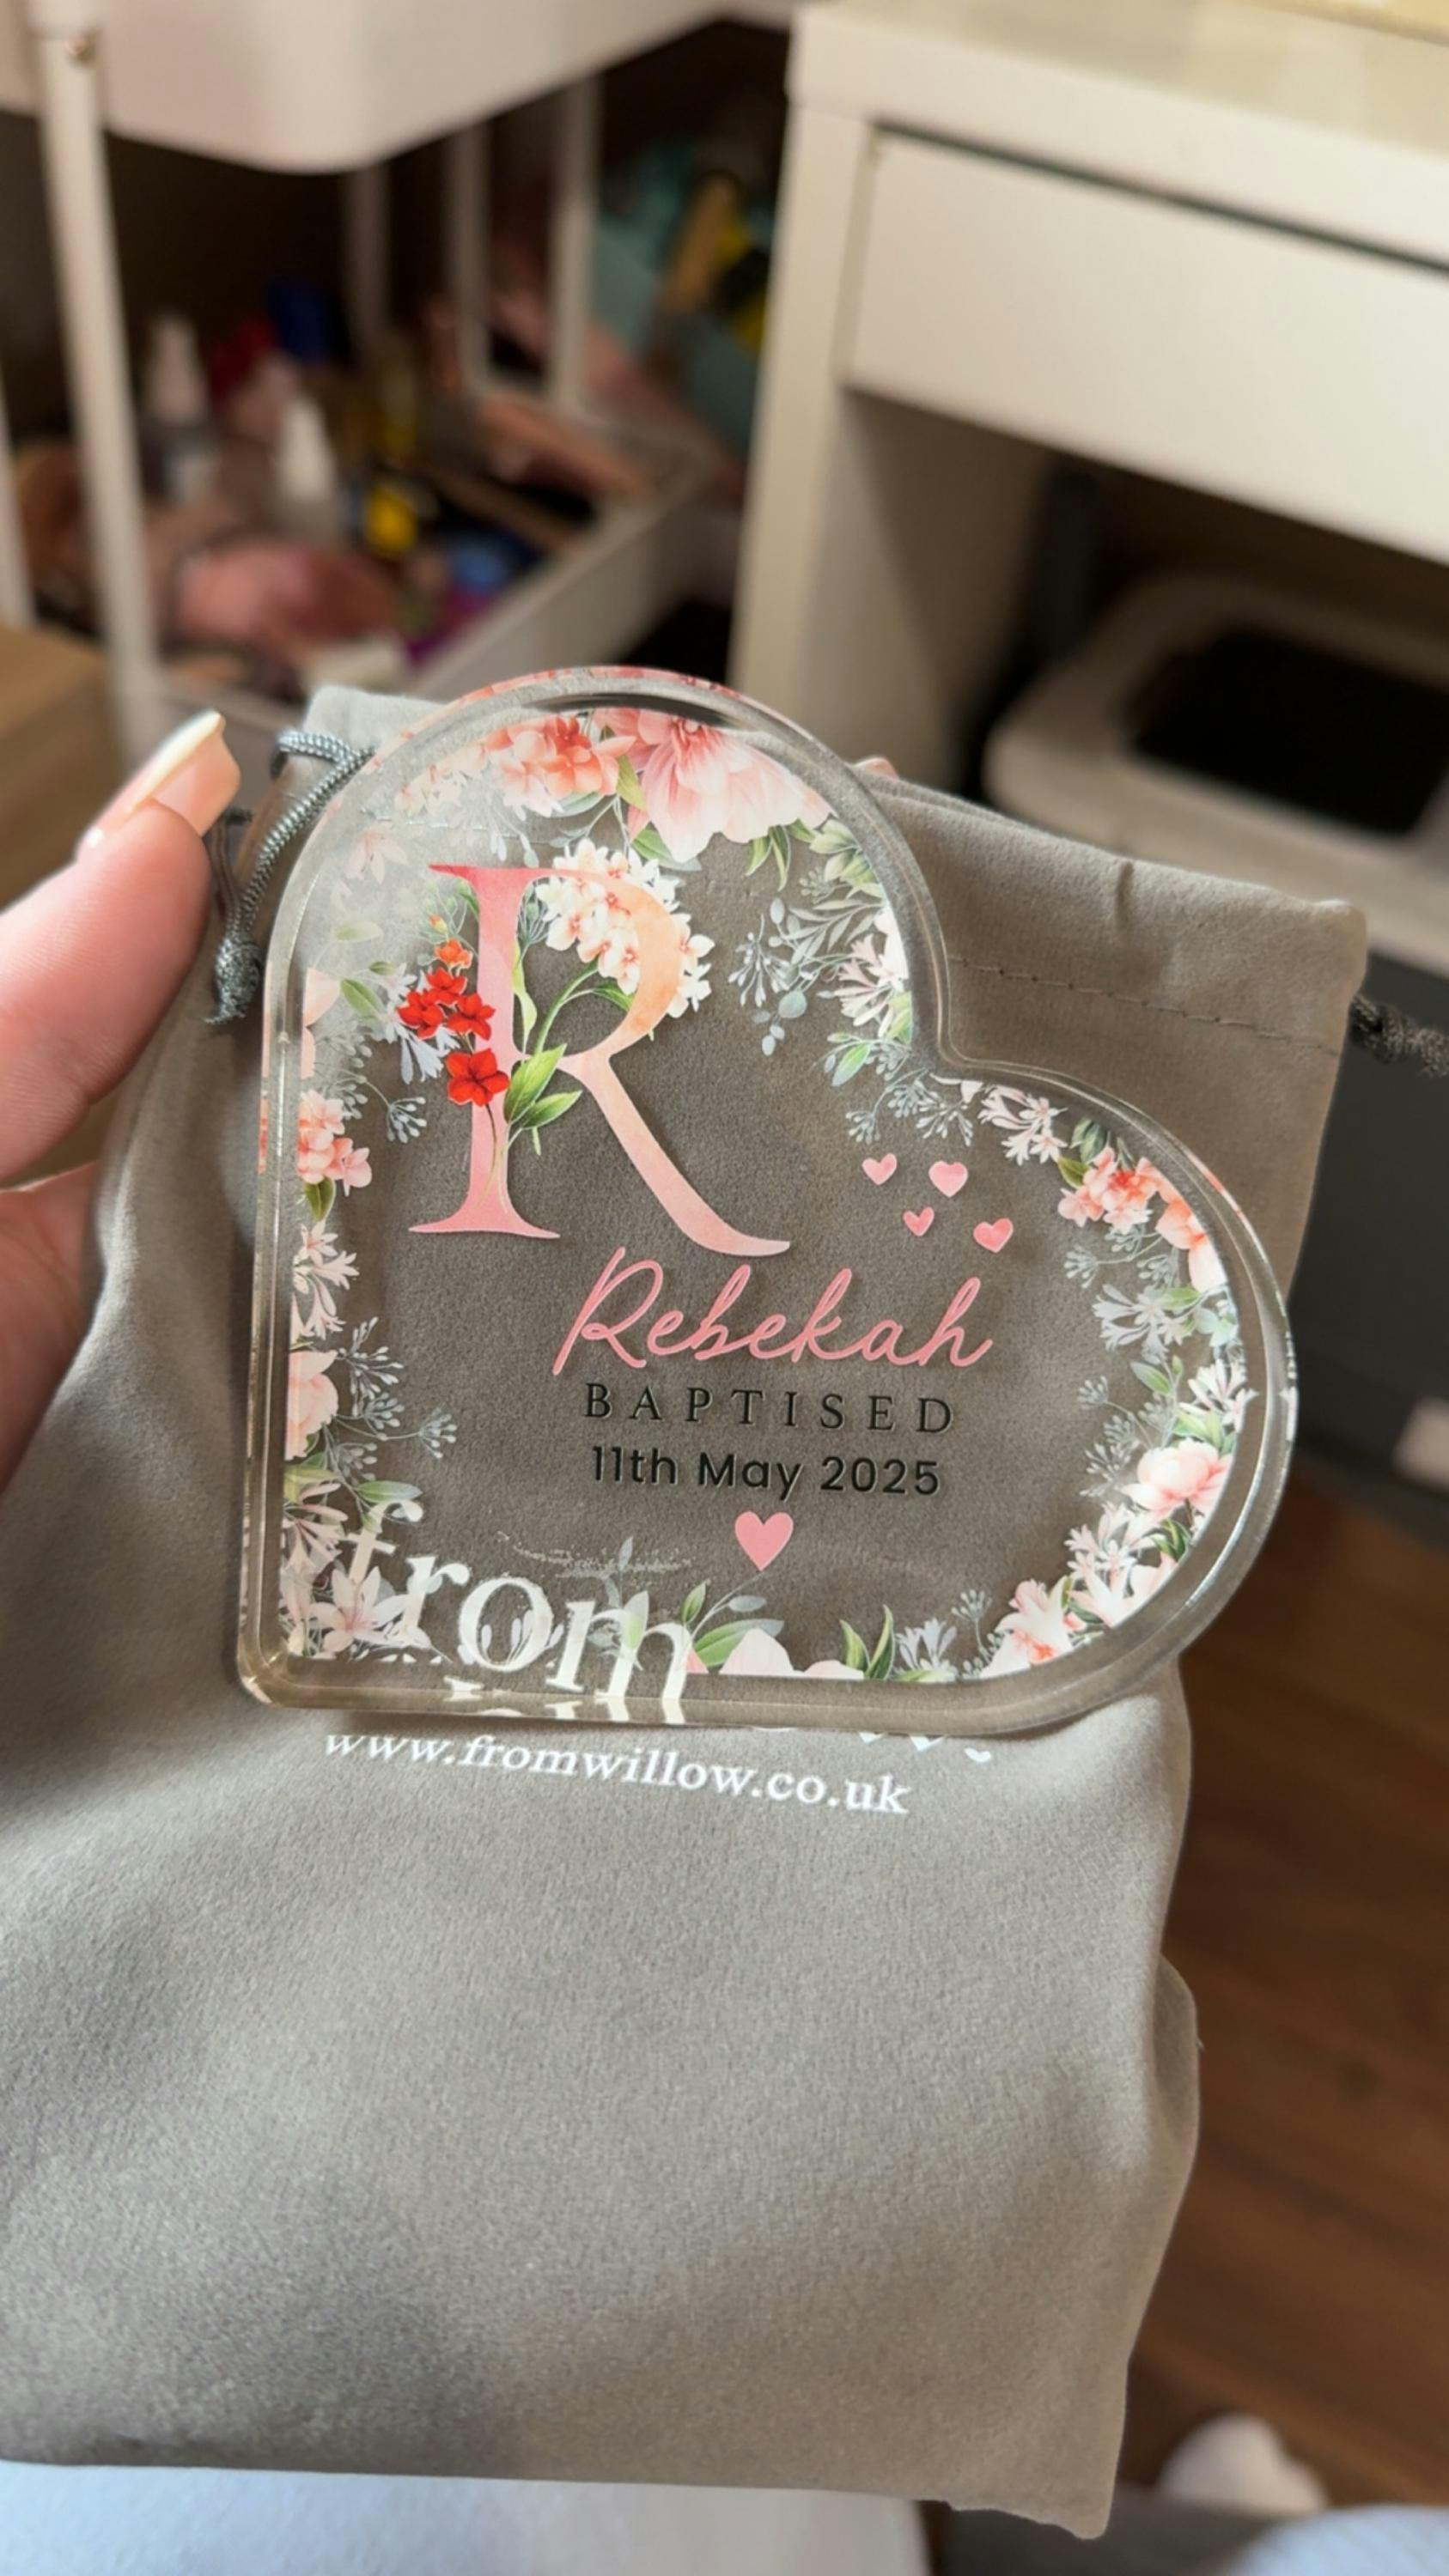 R
Rebekah
BAPTISED
11th May 2025
from
www.fromwillow.co.uk